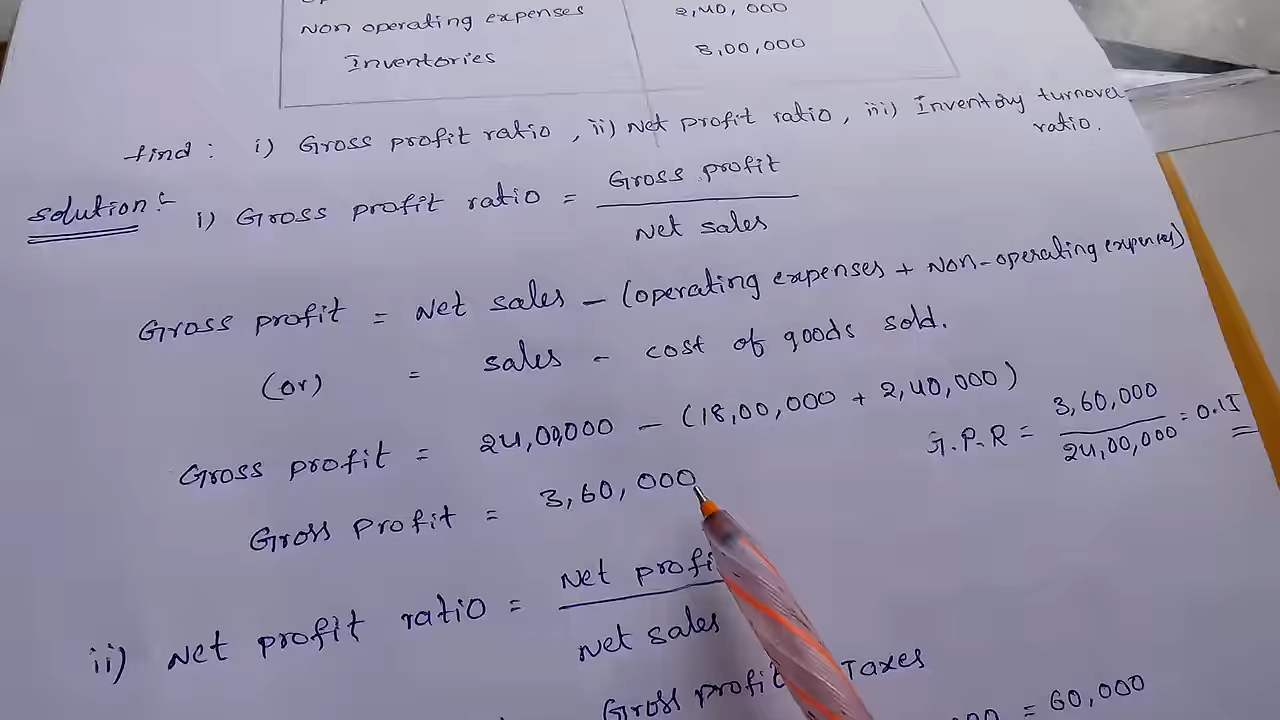 Non operating expenses 2,40,000
Inventories 3,00,000
find : i) Gross profit ratio, ii) Net profit ratio, iii) Inventory turnover
ratio.
Solution :- i) Gross profit ratio = Gross profit
Net sales
Gross profit = Net sales - (operating expenses + Non-operating expenses)
(or) = sales - cost of goods sold.
Gross profit = 24,00,000 - (18,00,000 + 2,40,000)
G.P.R = 3,60,000 = 0.15
24,00,000
Gross Profit = 3,60,000
ii) Net profit ratio = Net profi
Net sales
Gross profit Taxes
= 60,000